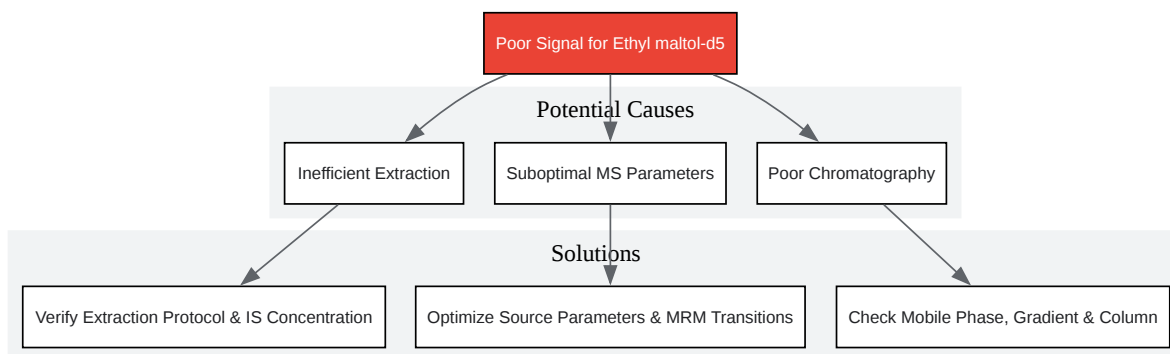 Poor Signal for Ethyl maltol-d5
Potential Causes
Inefficient Extraction
Suboptimal MS Parameters
Poor Chromatography
Solutions
Verify Extraction Protocol & IS Concentration
Optimize Source Parameters & MRM Transitions
Check Mobile Phase, Gradient & Column